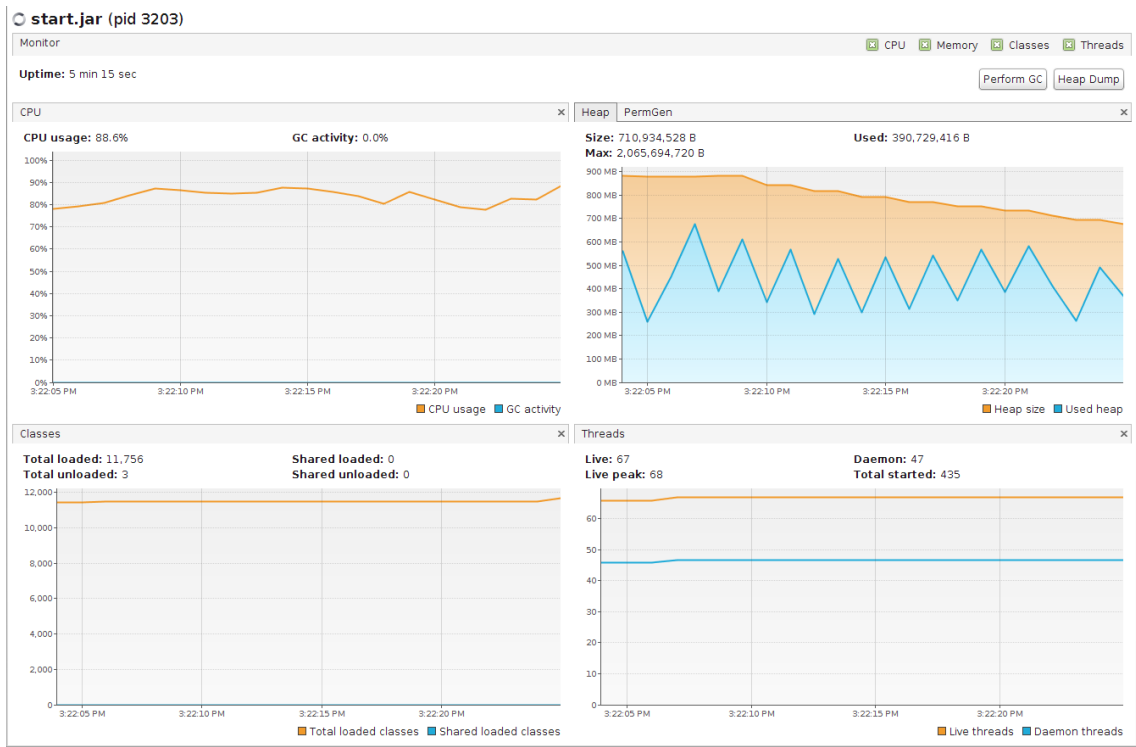 start.jar (pid 3203)
Monitor
CPU Memory Classes Threads
Uptime: 5 min 15 sec
Perform GC Heap Dump
CPU
CPU usage: 88.6% GC activity: 0.0%
100%
90%
80%
70%
60%
50%
40%
30%
20%
10%
0%
3:22:05 PM 3:22:10 PM 3:22:15 PM 3:22:20 PM
CPU usage GC activity
Heap PermGen
Size: 710,934,528 B Used: 390,729,416 B
Max: 2,065,694,720 B
900 MB
800 MB
700 MB
600 MB
500 MB
400 MB
300 MB
200 MB
100 MB
0 MB
3:22:05 PM 3:22:10 PM 3:22:15 PM 3:22:20 PM
Heap size Used heap
Classes
Total loaded: 11,756 Shared loaded: 0
Total unloaded: 3 Shared unloaded: 0
12,000
10,000
8,000
6,000
4,000
2,000
0
3:22:05 PM 3:22:10 PM 3:22:15 PM 3:22:20 PM
Total loaded classes Shared loaded classes
Threads
Live: 67 Daemon: 47
Live peak: 68 Total started: 435
60
50
40
30
20
10
0
3:22:05 PM 3:22:10 PM 3:22:15 PM 3:22:20 PM
Live threads Daemon threads